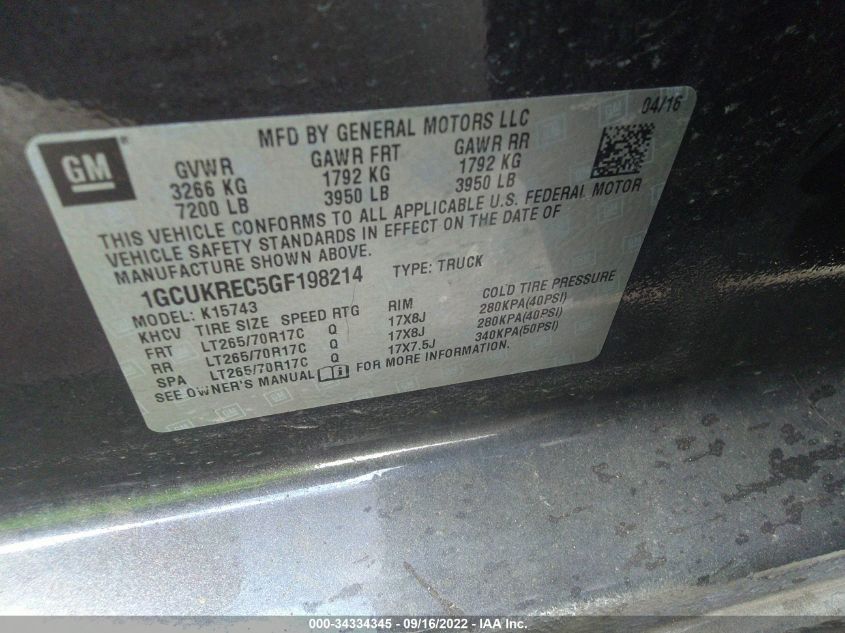 04/16
MFD BY GENERAL MOTORS LLC
GM
GVWR GAWR FRT GAWR RR
3266 KG 1792 KG 1792 KG
7200 LB 3950 LB 3950 LB
THIS VEHICLE CONFORMS TO ALL APPLICABLE U.S. FEDERAL MOTOR
VEHICLE SAFETY STANDARDS IN EFFECT ON THE DATE OF
MANUFACTURE SHOWN ABOVE.
1GCUKREC5GF198214 TYPE: TRUCK
MODEL: K15743
KHCV TIRE SIZE SPEED RTG RIM COLD TIRE PRESSURE
FRT LT265/70R17C Q 17X8J 280KPA(40PSI)
RR LT265/70R17C Q 17X8J 280KPA(40PSI)
SPA LT265/70R17C Q 17X7.5J 340KPA(50PSI)
SEE OWNER'S MANUAL FOR MORE INFORMATION.
000-34334345 - 09/16/2022 - © IAA Inc.